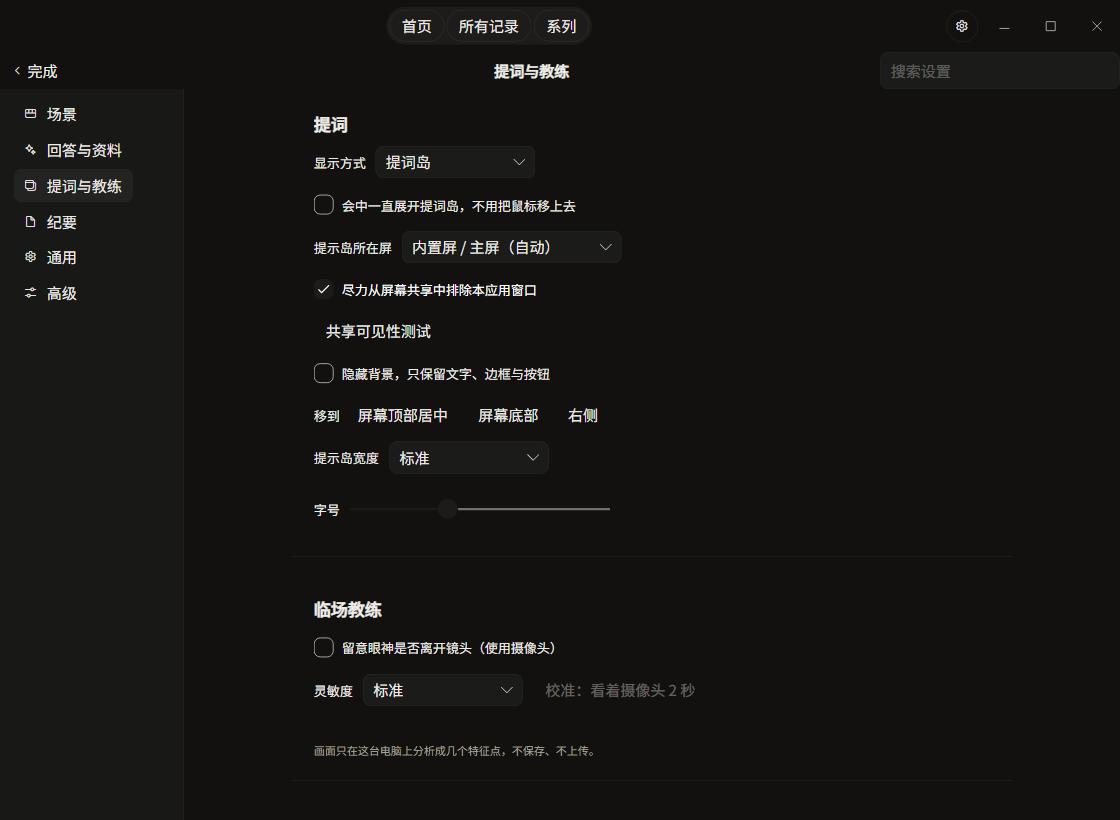 首页 所有记录 系列
完成
提词与教练
搜索设置
场景
回答与资料
提词与教练
纪要
通用
高级
提词
显示方式 提词岛
会中一直展开提词岛，不用把鼠标移上去
提示岛所在屏 内置屏 / 主屏（自动）
尽力从屏幕共享中排除本应用窗口
共享可见性测试
隐藏背景，只保留文字、边框与按钮
移到 屏幕顶部居中 屏幕底部 右侧
提示岛宽度 标准
字号
临场教练
留意眼神是否离开镜头（使用摄像头）
灵敏度 标准 校准：看着摄像头 2 秒
画面只在这台电脑上分析成几个特征点，不保存、不上传。